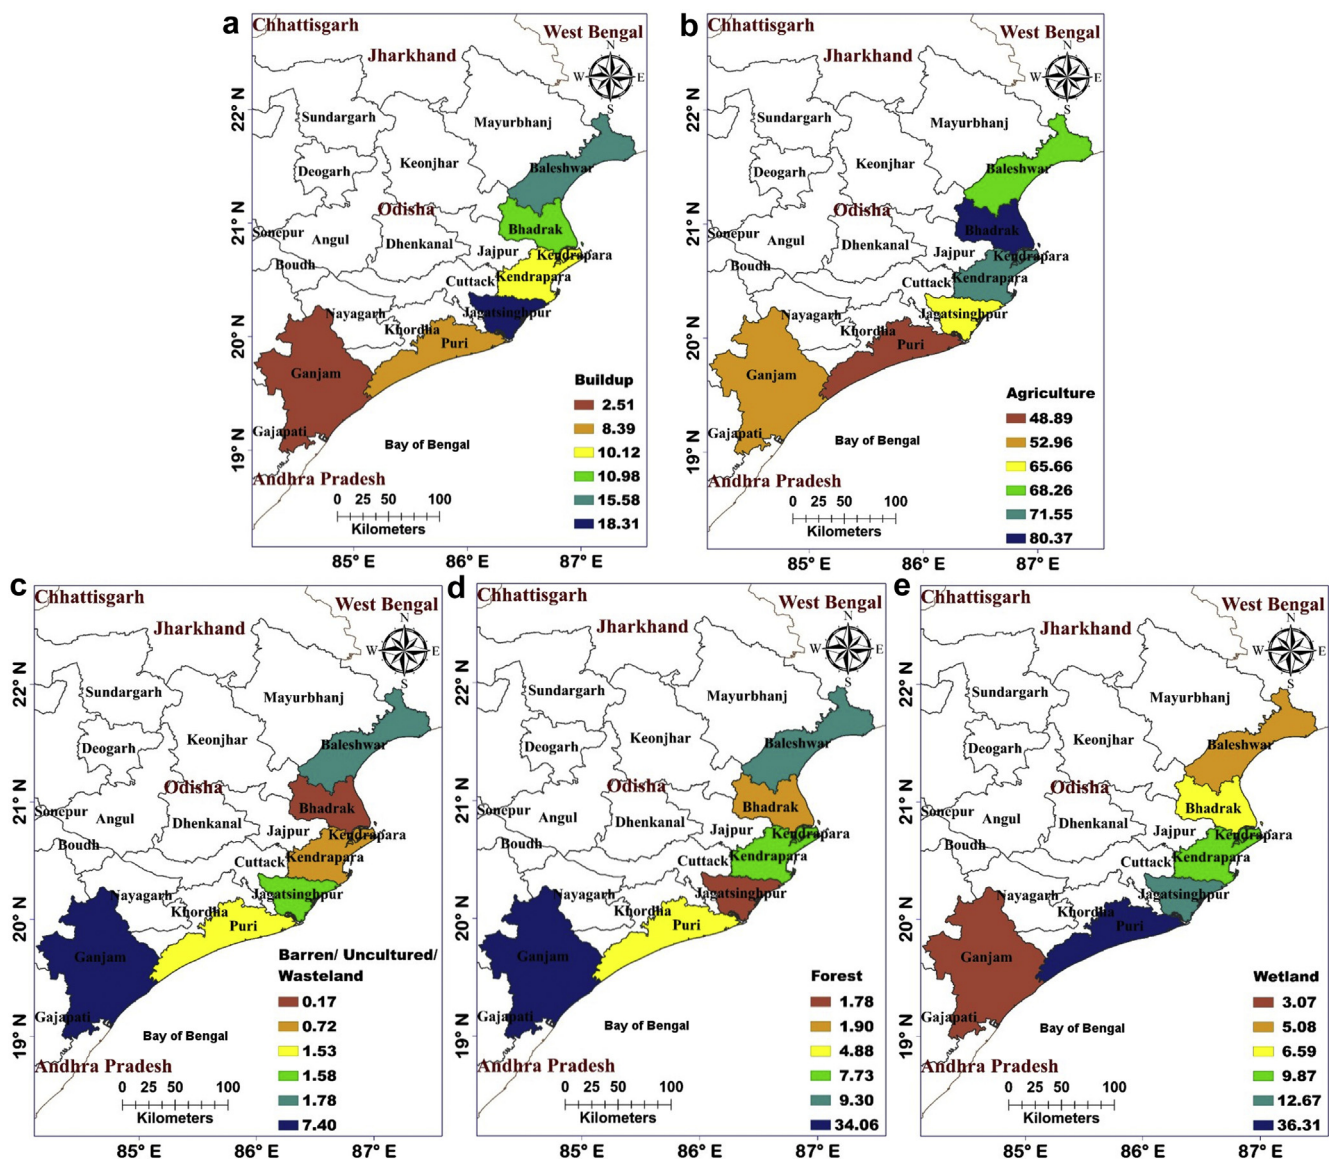 a
Chhattisgarh
West Bengal
Jharkhand
N
W E
S
Sundargarh
Mayurbhanj
Keonjhar
Deogarh
Baleshwar
Odisha
Sonepur
Angul
Dhenkanal
Bhadrak
Jajpur
Kendrapara
Boudh
Cuttack
Kendrapara
Nayagarh
Jagatsinghpur
Khordha
Puri
Ganjam
Gajapati
Bay of Bengal
Andhra Pradesh
Buildup
2.51
8.39
10.12
10.98
15.58
18.31
0 25 50 100
Kilometers
22° N
21° N
20° N
19° N
85° E 86° E 87° E
b
Chhattisgarh
West Bengal
Jharkhand
N
W E
S
Sundargarh
Mayurbhanj
Keonjhar
Deogarh
Baleshwar
Odisha
Sonepur
Angul
Dhenkanal
Bhadrak
Jajpur
Kendrapara
Boudh
Cuttack
Kendrapara
Nayagarh
Jagatsinghpur
Khordha
Puri
Ganjam
Gajapati
Bay of Bengal
Andhra Pradesh
Agriculture
48.89
52.96
65.66
68.26
71.55
80.37
0 25 50 100
Kilometers
22° N
21° N
20° N
19° N
85° E 86° E 87° E
c
Chhattisgarh
West Bengal
Jharkhand
N
W E
S
Sundargarh
Mayurbhanj
Keonjhar
Deogarh
Baleshwar
Odisha
Sonepur
Angul
Dhenkanal
Bhadrak
Jajpur
Kendrapara
Boudh
Cuttack
Kendrapara
Nayagarh
Jagatsinghpur
Khordha
Puri
Ganjam
Gajapati
Bay of Bengal
Andhra Pradesh
Barren/ Uncultured/
Wasteland
0.17
0.72
1.53
1.58
1.78
7.40
0 25 50 100
Kilometers
22° N
21° N
20° N
19° N
85° E 86° E 87° E
d
Chhattisgarh
West Bengal
Jharkhand
N
W E
S
Sundargarh
Mayurbhanj
Keonjhar
Deogarh
Baleshwar
Odisha
Sonepur
Angul
Dhenkanal
Bhadrak
Jajpur
Kendrapara
Boudh
Cuttack
Kendrapara
Nayagarh
Jagatsinghpur
Khordha
Puri
Ganjam
Gajapati
Bay of Bengal
Andhra Pradesh
Forest
1.78
1.90
4.88
7.73
9.30
34.06
0 25 50 100
Kilometers
22° N
21° N
20° N
19° N
85° E 86° E 87° E
e
Chhattisgarh
West Bengal
Jharkhand
N
W E
S
Sundargarh
Mayurbhanj
Keonjhar
Deogarh
Baleshwar
Odisha
Sonepur
Angul
Dhenkanal
Bhadrak
Jajpur
Kendrapara
Boudh
Cuttack
Kendrapara
Nayagarh
Jagatsinghpur
Khordha
Puri
Ganjam
Gajapati
Bay of Bengal
Andhra Pradesh
Wetland
3.07
5.08
6.59
9.87
12.67
36.31
0 25 50 100
Kilometers
22° N
21° N
20° N
19° N
85° E 86° E 87° E